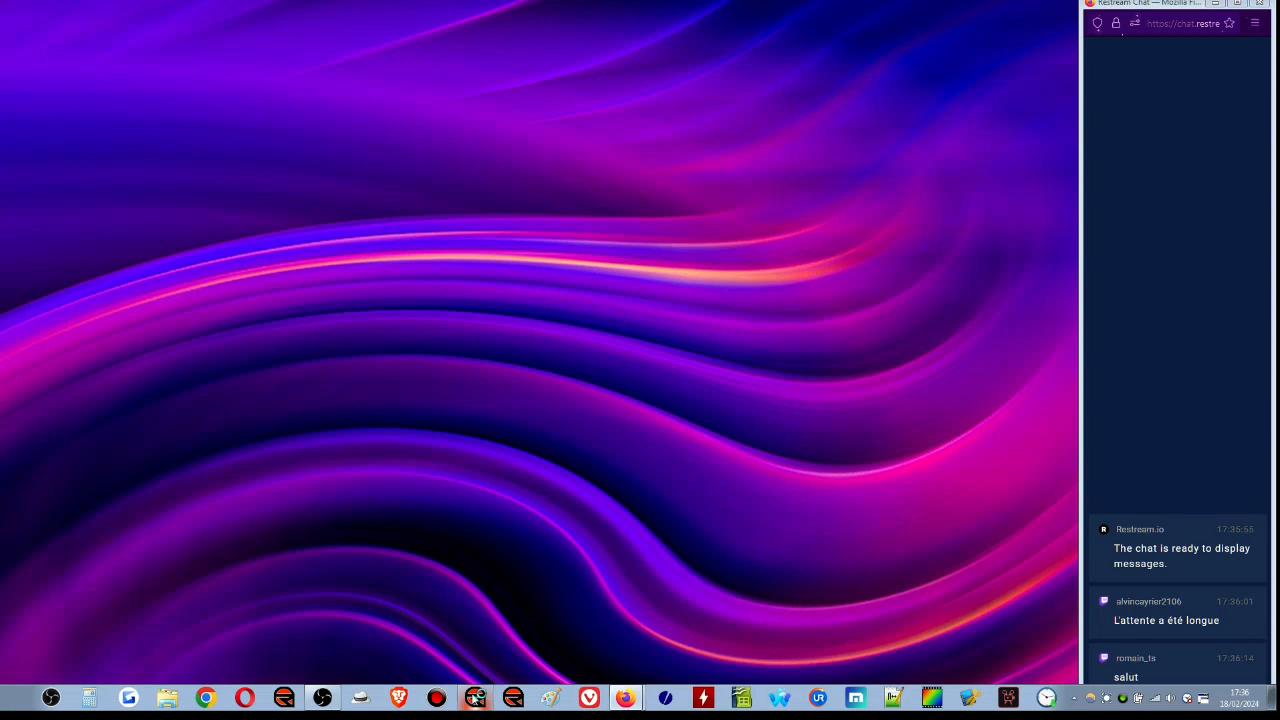 Restream Chat — Mozilla Fi...
https://chat.restre
Restream.io 17:35:55
The chat is ready to display
messages.
alvincayrier2106 17:36:01
L'attente a été longue
romain_ts 17:36:14
salut
UR
17:36
18/02/2024